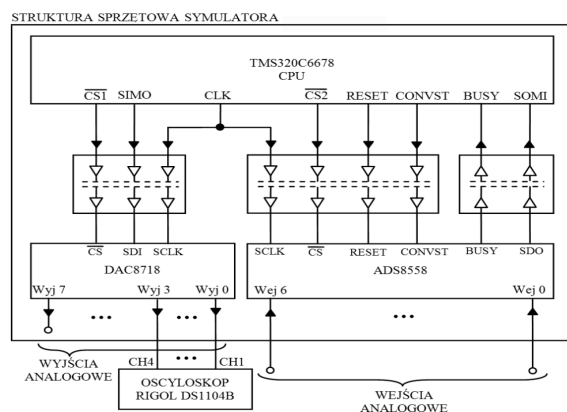 STRUKTURA SPRZĘTOWA SYMULATORA
TMS320C6678
CPU
CS1 SIMO CLK CS2 RESET CONVST BUSY SOMI
CS SDI SCLK SCLK CS RESET CONVST BUSY SDO
DAC8718 ADS8558
Wyj 7 Wyj 3 Wyj 0 Wej 6 Wej 0
... ... ...
WYJŚCIA
ANALOGOWE
CH4 ... CH1
OSCYLOSKOP
RIGOL DS1104B
WEJŚCIA
ANALOGOWE